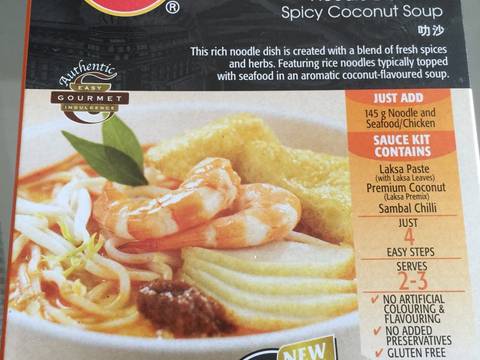 ®
Spicy Coconut Soup
叻沙
This rich noodle dish is created with a blend of fresh spices
and herbs. Featuring rice noodles typically topped
with seafood in an aromatic coconut-flavoured soup.
Authentic
EASY
GOURMET
INDULGENCE
JUST ADD
145 g Noodle and
Seafood/Chicken
SAUCE KIT
CONTAINS
Laksa Paste
(with Laksa Leaves)
Premium Coconut
(Laksa Premix)
Sambal Chilli
JUST
4
EASY STEPS
SERVES
2-3
✓ NO ARTIFICIAL
COLOURING &
FLAVOURING
✓ NO ADDED
PRESERVATIVES
✓ GLUTEN FREE
NEW